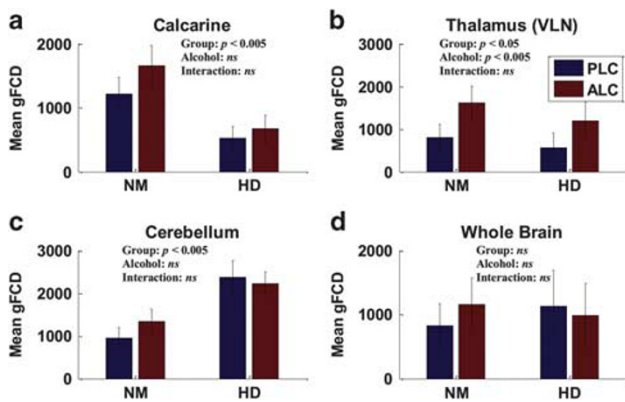 a
Calcarine
Group: p < 0.005
Alcohol: ns
Interaction: ns
Mean gFCD
2000
1000
0
NM
HD
b
Thalamus (VLN)
Group: p < 0.05
Alcohol: p < 0.005
Interaction: ns
PLC
ALC
Mean gFCD
3000
2000
1000
0
NM
HD
c
Cerebellum
Group: p < 0.005
Alcohol: ns
Interaction: ns
Mean gFCD
3000
2000
1000
0
NM
HD
d
Whole Brain
Group: ns
Alcohol: ns
Interaction: ns
Mean gFCD
2000
1000
0
NM
HD